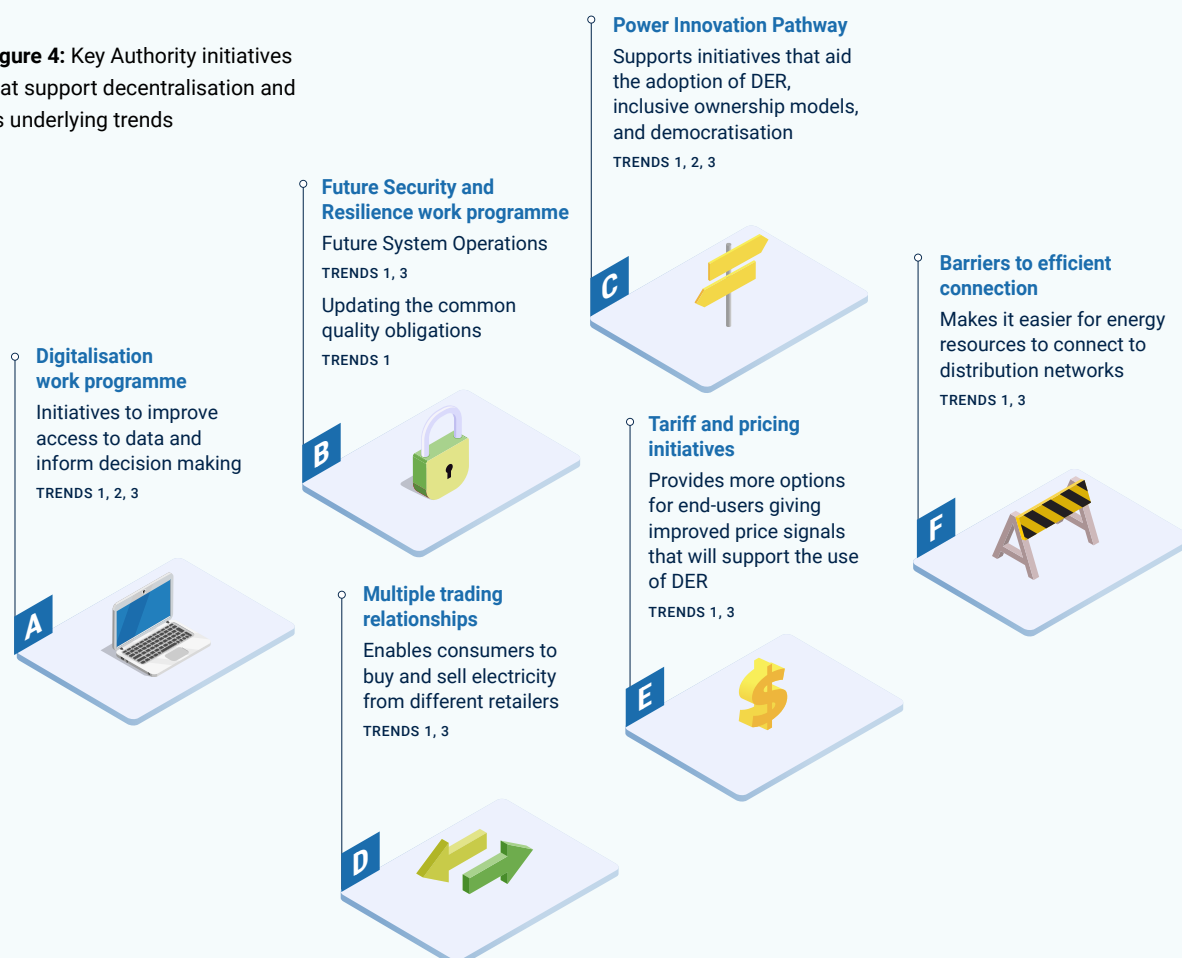 gure 4: Key Authority initiatives
at support decentralisation and
s underlying trends
A
Digitalisation
work programme
Initiatives to improve
access to data and
inform decision making
TRENDS 1, 2, 3
B
Future Security and
Resilience work programme
Future System Operations
TRENDS 1, 3
Updating the common
quality obligations
TRENDS 1
C
Power Innovation Pathway
Supports initiatives that aid
the adoption of DER,
inclusive ownership models,
and democratisation
TRENDS 1, 2, 3
D
Multiple trading
relationships
Enables consumers to
buy and sell electricity
from different retailers
TRENDS 1, 3
E
Tariff and pricing
initiatives
Provides more options
for end-users giving
improved price signals
that will support the use
of DER
TRENDS 1, 3
F
Barriers to efficient
connection
Makes it easier for energy
resources to connect to
distribution networks
TRENDS 1, 3